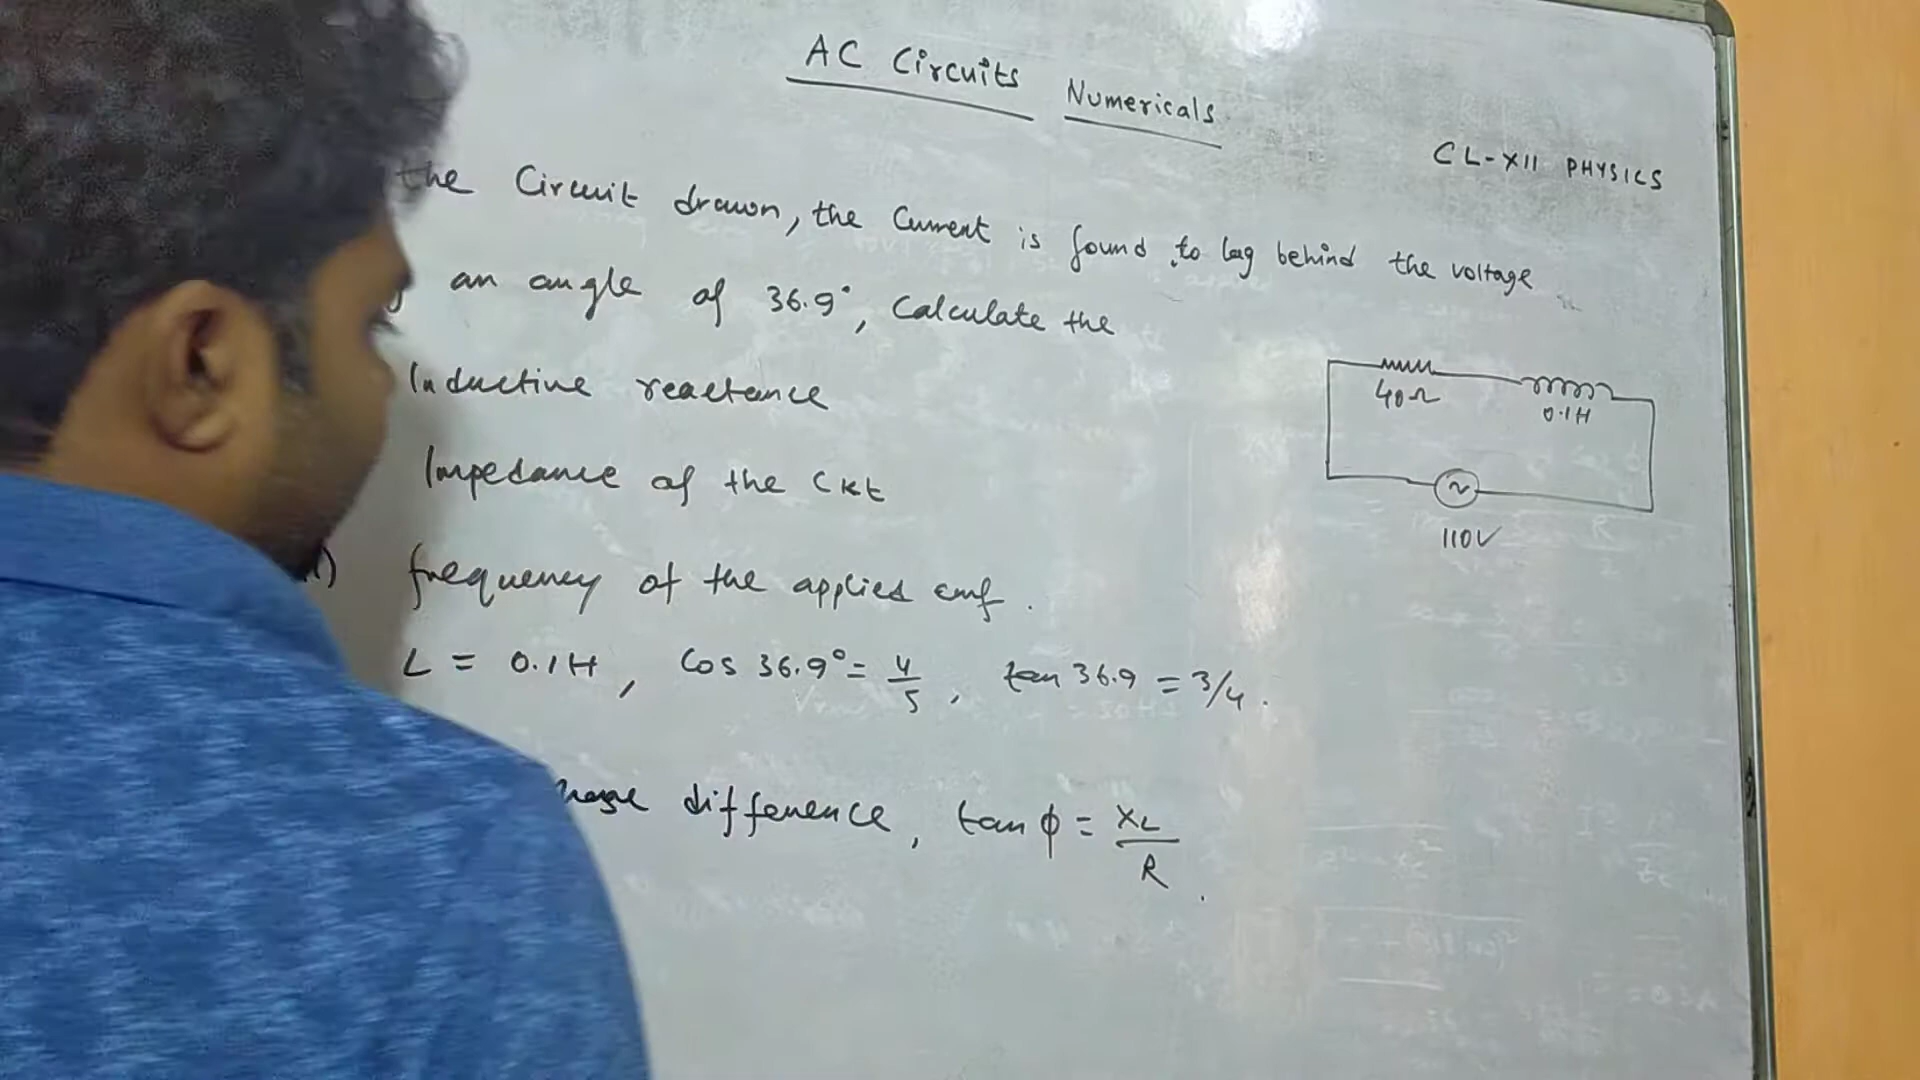 AC Circuits Numericals
CL-XII PHYSICS
the Circuit drawn, the Current is found to lag behind the voltage
an angle of 36.9°, Calculate the
Inductive reactance
Impedance of the CKt
frequency of the applied emf.
L = 0.1H, Cos 36.9° = 4/5, tan 36.9 = 3/4.
difference, tan ϕ = XL/R
40Ω
0.1H
~
110V